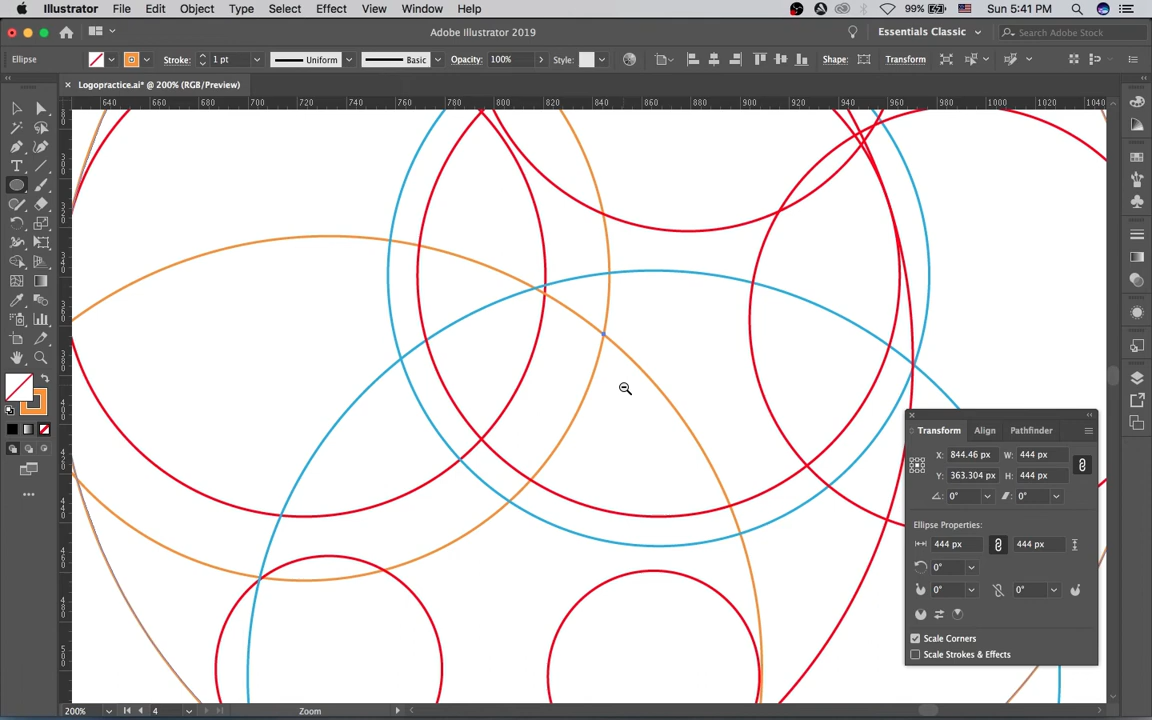 Illustrator File Edit Object Type Select Effect View Window Help 99% Sun 5:41 PM
Adobe Illustrator 2019 Essentials Classic Search Adobe Stock
Ellipse Stroke: 1 pt Uniform Basic Opacity: 100% Style: Shape: Transform
× Logopractice.ai* @ 200% (RGB/Preview)
640 660 680 700 720 740 760 780 800 820 840 860 880 900 920 940 960 980 1000 1020 1040
Transform Align Pathfinder
X: 844.46 px W: 444 px
Y: 363.304 px H: 444 px
0° 0°
Ellipse Properties:
444 px 444 px
0°
0° 0°
Scale Corners
Scale Strokes & Effects
200% 4 Zoom